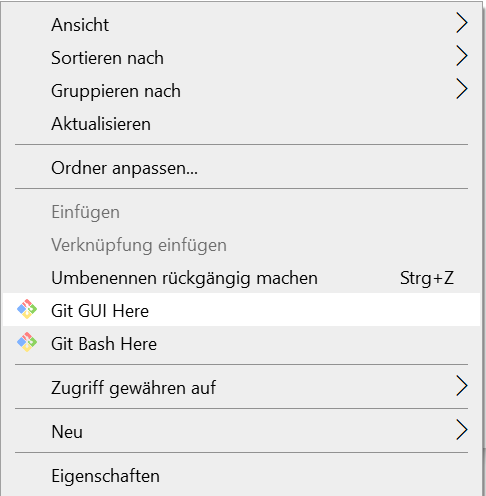 Ansicht
Sortieren nach
Gruppieren nach
Aktualisieren
Ordner anpassen...
Einfügen
Verknüpfung einfügen
Umbenennen rückgängig machen Strg+Z
Git GUI Here
Git Bash Here
Zugriff gewähren auf
Neu
Eigenschaften